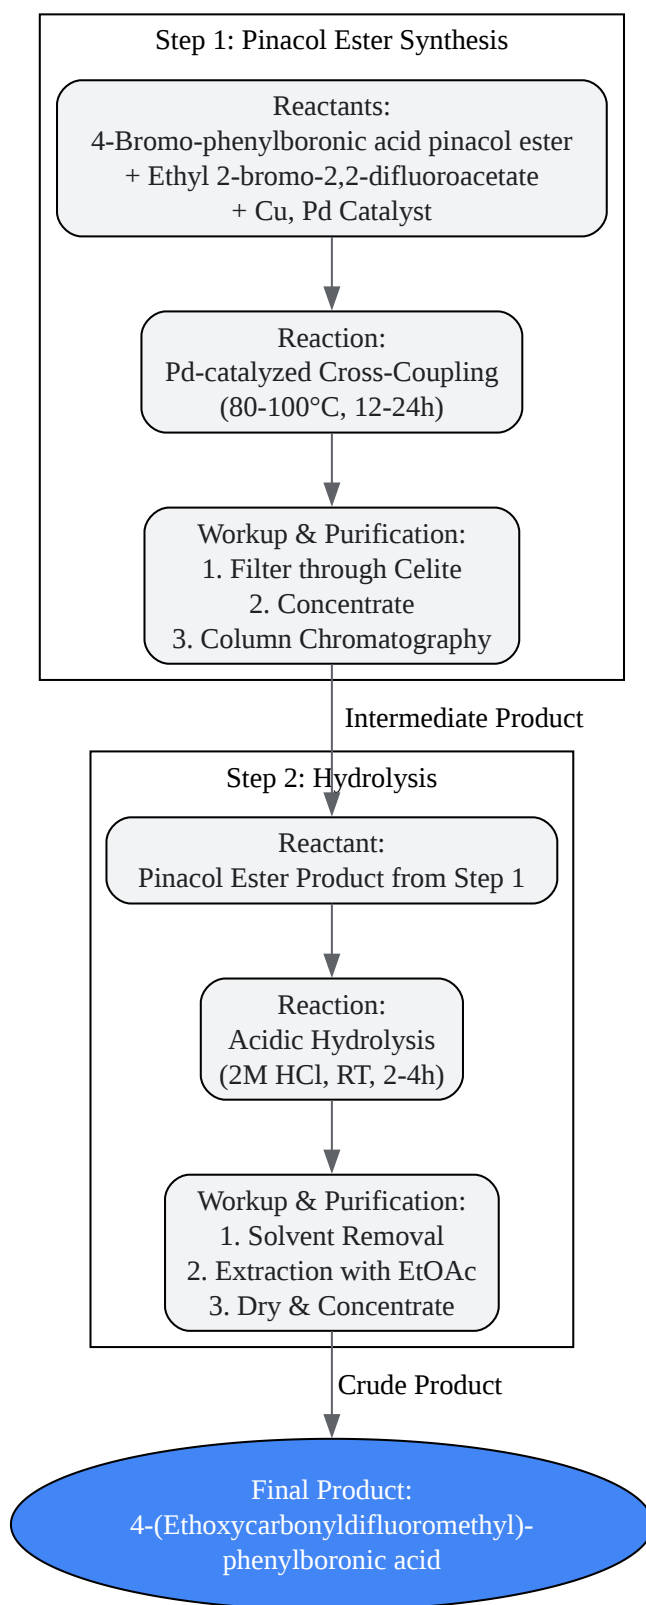 Step 1: Pinacol Ester Synthesis
Reactants:
4-Bromo-phenylboronic acid pinacol ester
+ Ethyl 2-bromo-2,2-difluoroacetate
+ Cu, Pd Catalyst
Reaction:
Pd-catalyzed Cross-Coupling
(80-100°C, 12-24h)
Workup & Purification:
1. Filter through Celite
2. Concentrate
3. Column Chromatography
Intermediate Product
Step 2: Hydrolysis
Reactant:
Pinacol Ester Product from Step 1
Reaction:
Acidic Hydrolysis
(2M HCl, RT, 2-4h)
Workup & Purification:
1. Solvent Removal
2. Extraction with EtOAc
3. Dry & Concentrate
Crude Product
Final Product:
4-(Ethoxycarbonyldifluoromethyl)-
phenylboronic acid